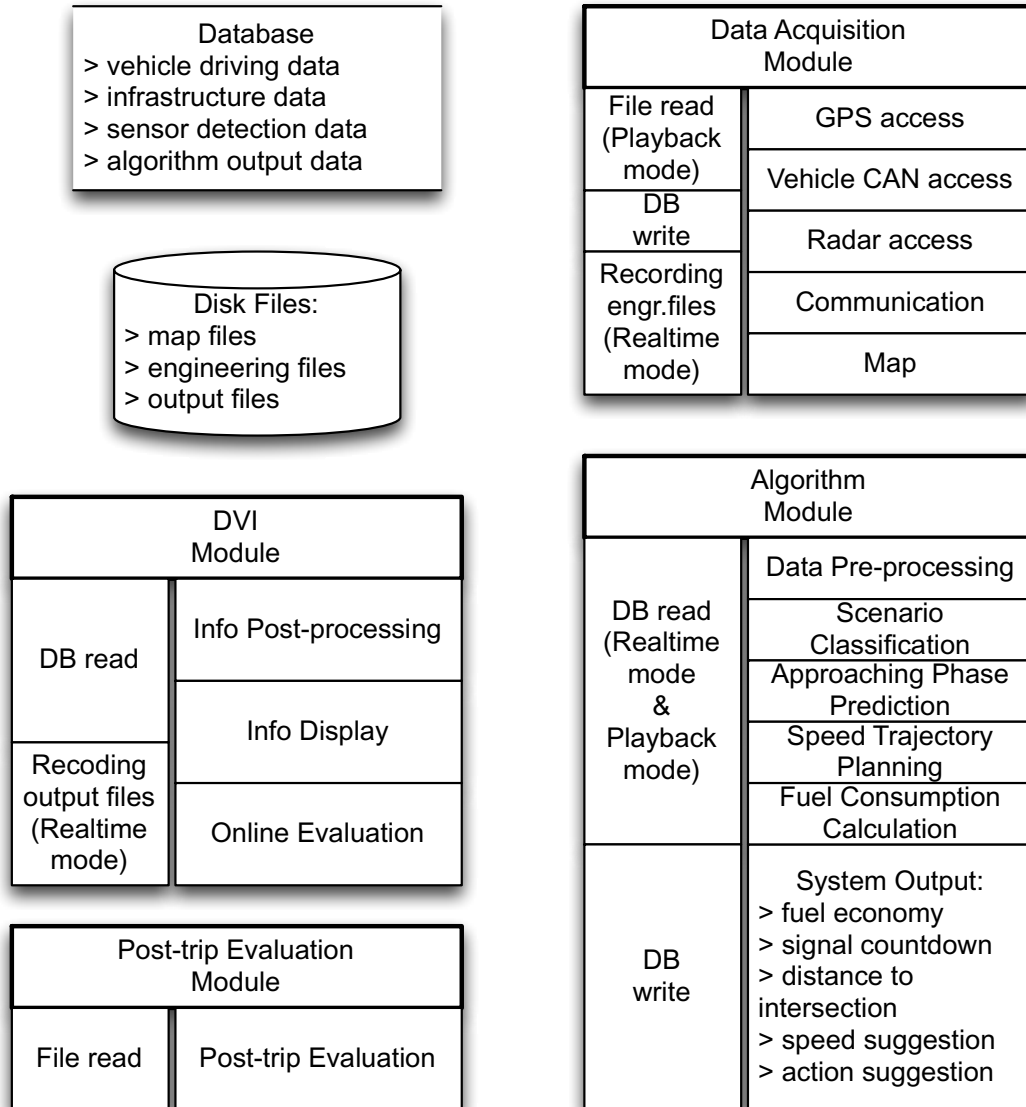 Database
> vehicle driving data
> infrastructure data
> sensor detection data
> algorithm output data
Disk Files:
> map files
> engineering files
> output files
DVI
Module
DB read
Recoding
output files
(Realtime
mode)
Info Post-processing
Info Display
Online Evaluation
Post-trip Evaluation
Module
File read
Post-trip Evaluation
Data Acquisition
Module
File read
(Playback
mode)
DB
write
Recording
engr.files
(Realtime
mode)
GPS access
Vehicle CAN access
Radar access
Communication
Map
Algorithm
Module
DB read
(Realtime
mode
&
Playback
mode)
DB
write
Data Pre-processing
Scenario
Classification
Approaching Phase
Prediction
Speed Trajectory
Planning
Fuel Consumption
Calculation
System Output:
> fuel economy
> signal countdown
> distance to
intersection
> speed suggestion
> action suggestion